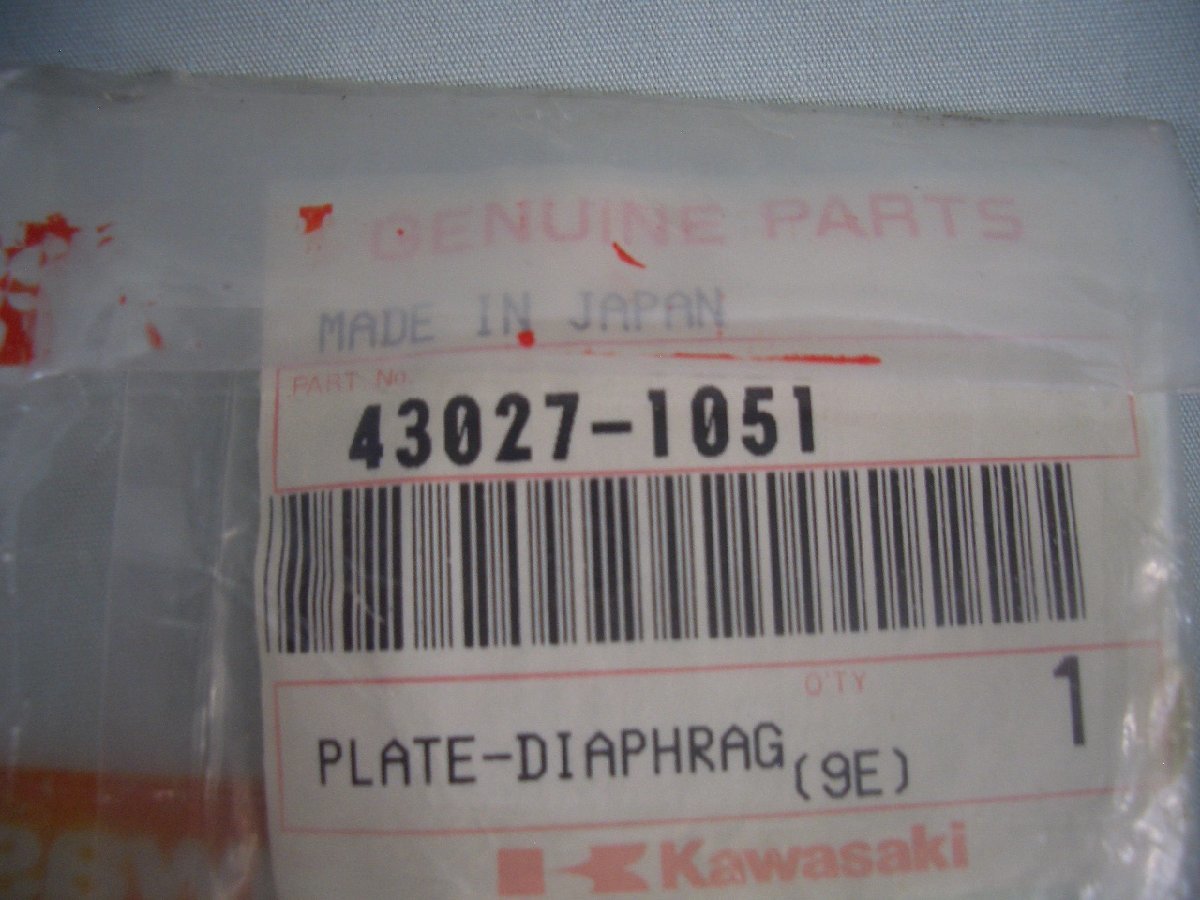 GENUINE PARTS
MADE IN JAPAN
PART No.
43027-1051
Q'TY
1
PLATE-DIAPHRAG(9E)
Kawasaki